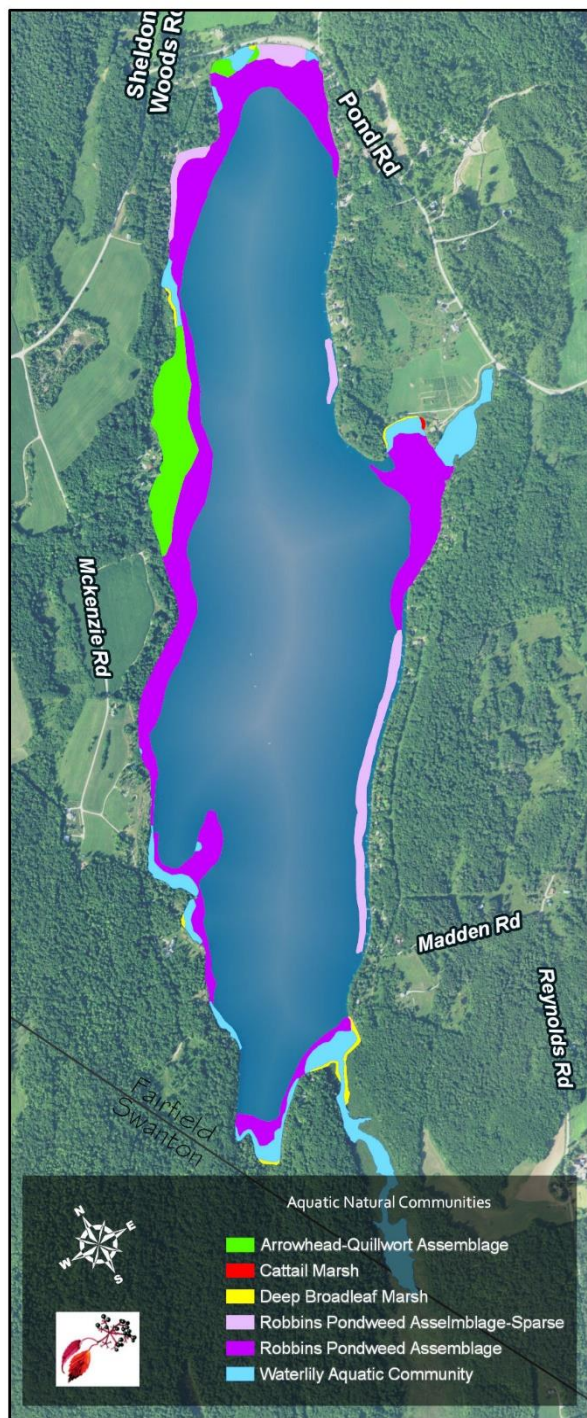 Sheldon
Woods Ro
Pond Rd
Mckenzie Rd
Madden Rd
Reynolds Rd
Fairfield
Swanton
Aquatic Natural Communities
N
E
W
S
Arrowhead-Quillwort Assemblage
Cattail Marsh
Deep Broadleaf Marsh
Robbins Pondweed Asselmblage-Sparse
Robbins Pondweed Assemblage
Waterlily Aquatic Community